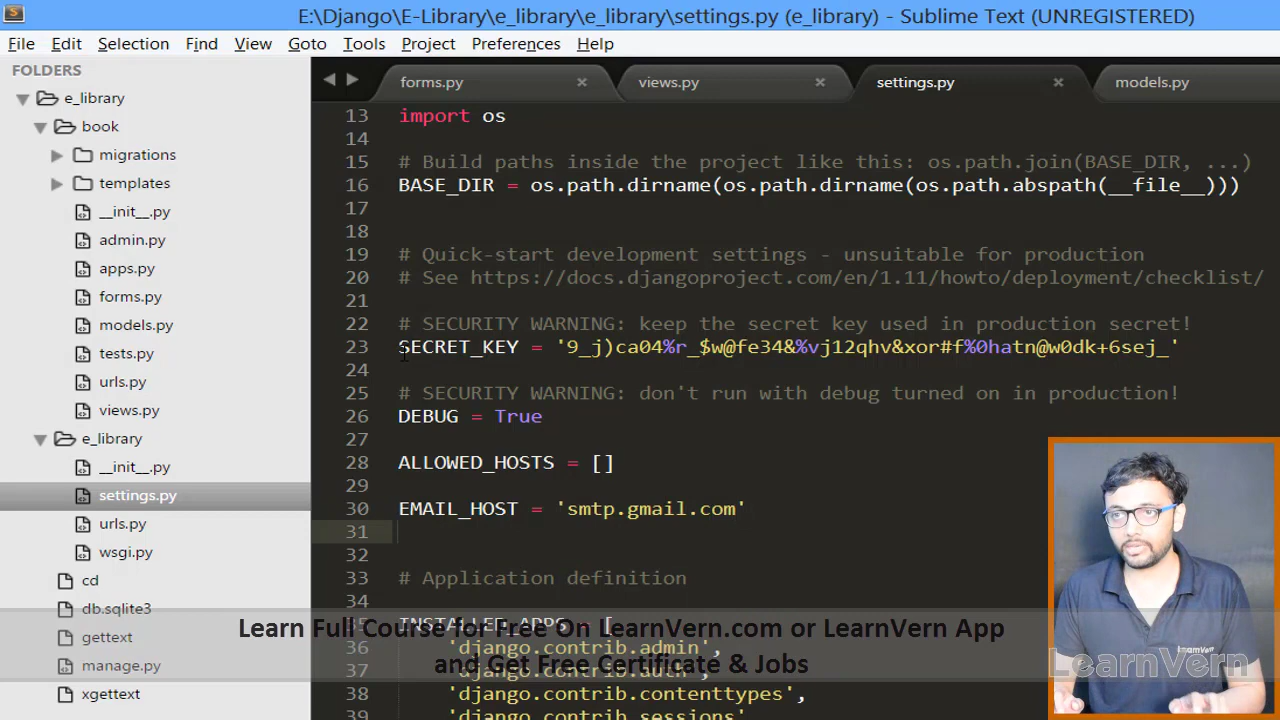 E:\Django\E-Library\e_library\e_library\settings.py (e_library) - Sublime Text (UNREGISTERED)
File Edit Selection Find View Goto Tools Project Preferences Help
FOLDERS
e_library
book
migrations
templates
__init__.py
admin.py
apps.py
forms.py
models.py
tests.py
urls.py
views.py
e_library
__init__.py
settings.py
urls.py
wsgi.py
cd
db.sqlite3
gettext
manage.py
xgettext
forms.py views.py settings.py models.py
13 import os
14
15 # Build paths inside the project like this: os.path.join(BASE_DIR, ...)
16 BASE_DIR = os.path.dirname(os.path.dirname(os.path.abspath(__file__)))
17
18
19 # Quick-start development settings - unsuitable for production
20 # See https://docs.djangoproject.com/en/1.11/howto/deployment/checklist/
21
22 # SECURITY WARNING: keep the secret key used in production secret!
23 SECRET_KEY = '9_j)ca04%r_$w@fe34&%vj12qhv&xor#f%0hatn@w0dk+6sej_'
24
25 # SECURITY WARNING: don't run with debug turned on in production!
26 DEBUG = True
27
28 ALLOWED_HOSTS = []
29
30 EMAIL_HOST = 'smtp.gmail.com'
31
32
33 # Application definition
34
35 INSTALLED_APPS = [
36 'django.contrib.admin',
37 'django.contrib.auth',
38 'django.contrib.contenttypes',
39 'django.contrib.sessions'
Learn Full Course for Free On LearnVern.com or LearnVern App
and Get Free Certificate & Jobs
LearnVern